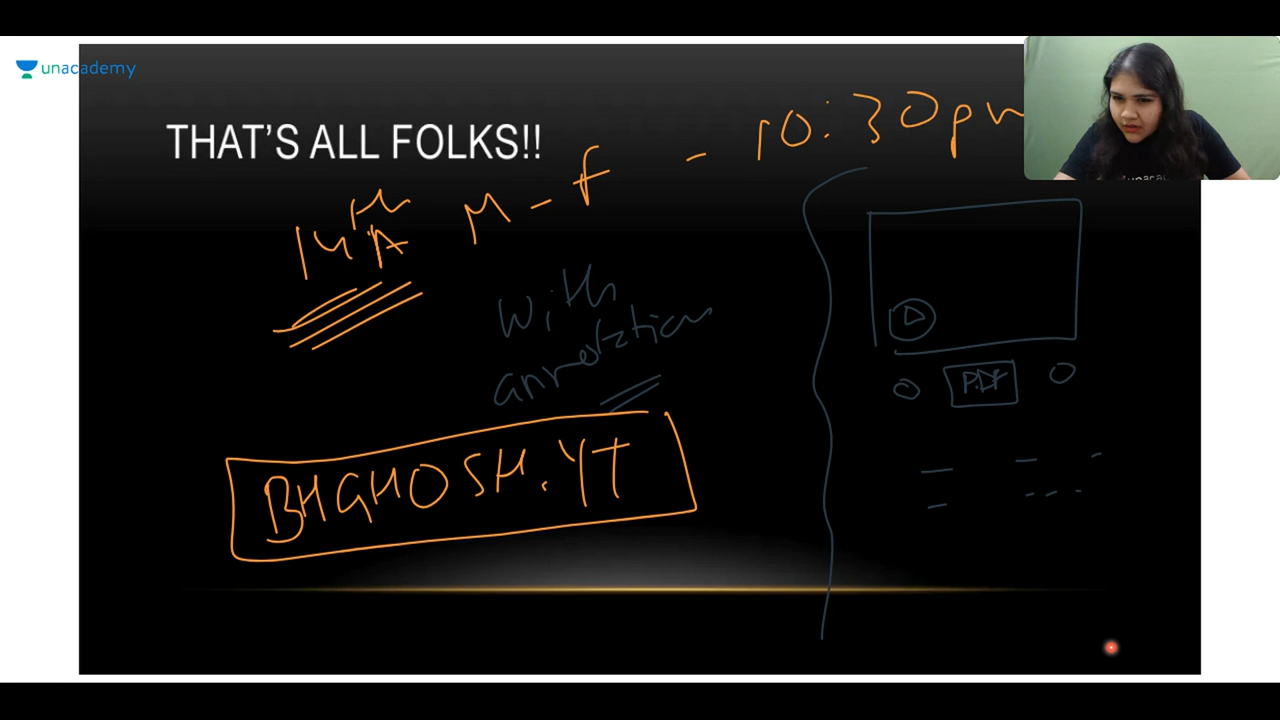 unacademy
THAT'S ALL FOLKS!!
14th A M - F - 10:30pm
With
annotation
PDF
BHGHOSH.YT